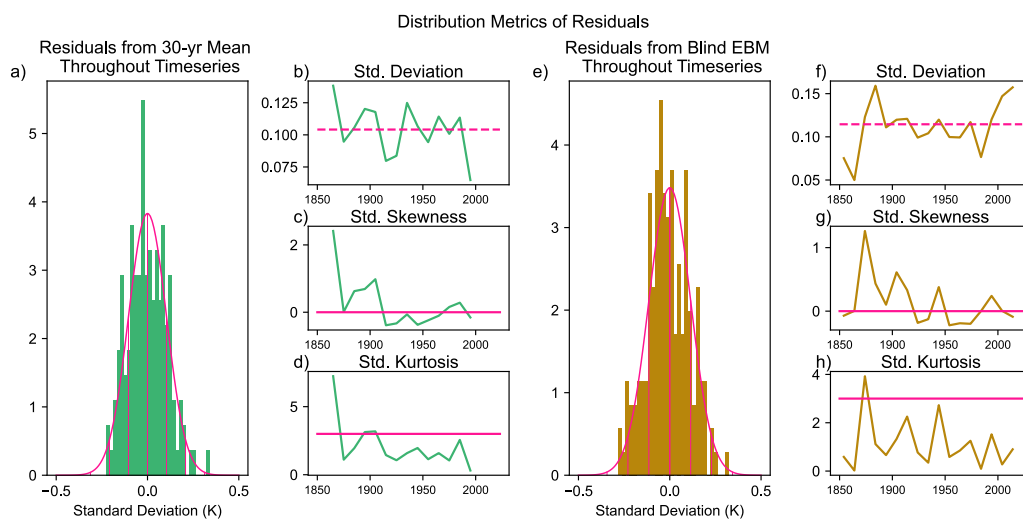 Distribution Metrics of Residuals
Residuals from 30-yr Mean
Throughout Timeseries
a)
5
4
3
2
1
0
−0.5 0.0 0.5
Standard Deviation (K)
b)
Std. Deviation
0.125
0.100
0.075
1850 1900 1950 2000
c)
Std. Skewness
2
0
1850 1900 1950 2000
d)
Std. Kurtosis
5
0
1850 1900 1950 2000
Residuals from Blind EBM
Throughout Timeseries
e)
4
3
2
1
0
−0.5 0.0 0.5
Standard Deviation (K)
f)
Std. Deviation
0.15
0.10
0.05
1850 1900 1950 2000
g)
Std. Skewness
1
0
1850 1900 1950 2000
h)
Std. Kurtosis
4
2
0
1850 1900 1950 2000